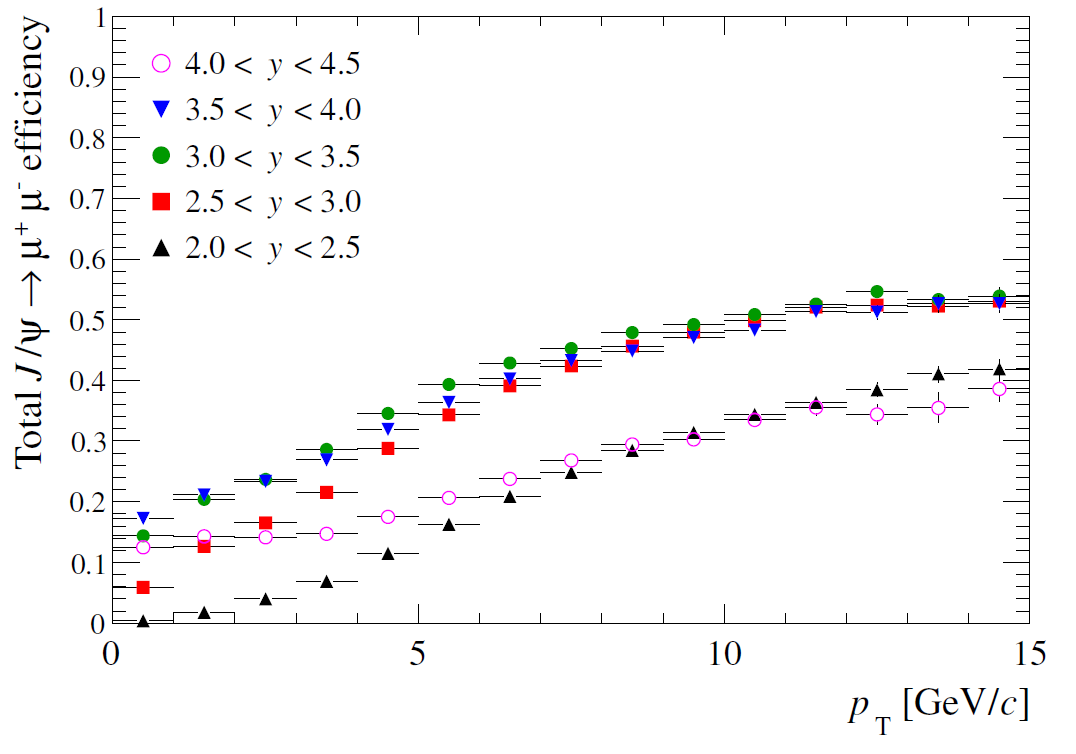 Total J/ψ → μ⁺ μ⁻ efficiency
1
0.9
0.8
0.7
0.6
0.5
0.4
0.3
0.2
0.1
0
4.0 < y < 4.5
3.5 < y < 4.0
3.0 < y < 3.5
2.5 < y < 3.0
2.0 < y < 2.5
0 5 10 15
p_T [GeV/c]